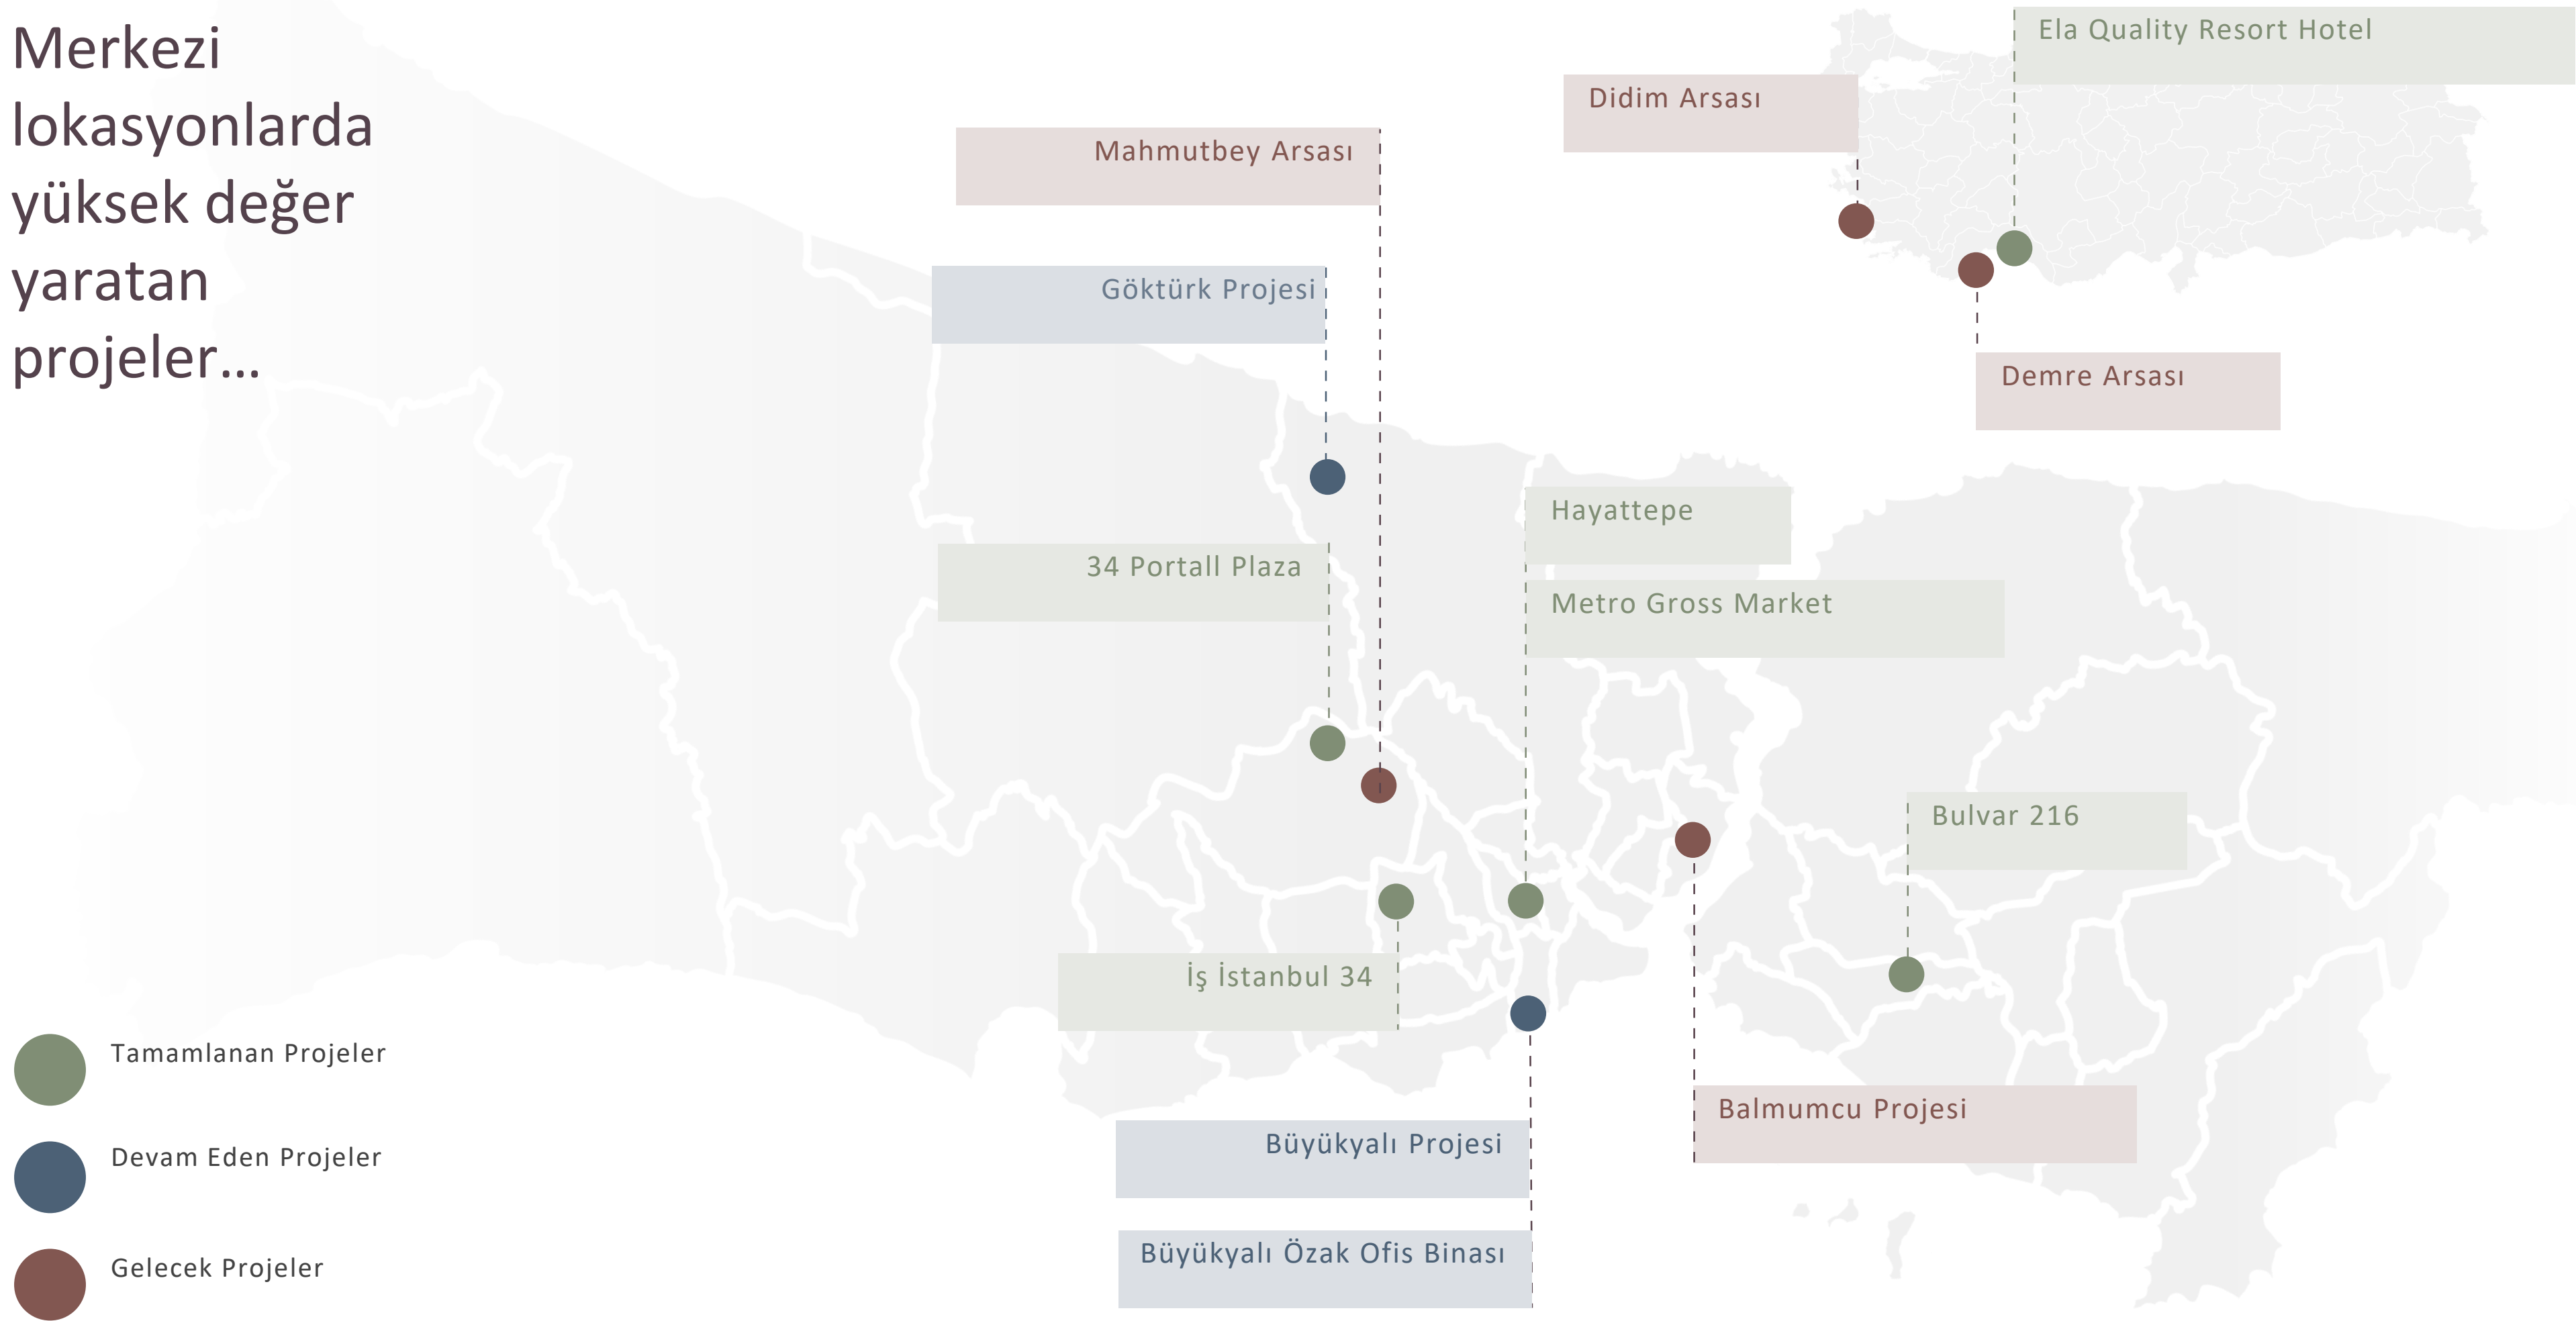 Merkezi
lokasyonlarda
yüksek değer
yaratan
projeler...
Ela Quality Resort Hotel
Didim Arsası
Mahmutbey Arsası
Göktürk Projesi
Demre Arsası
Hayattepe
34 Portall Plaza
Metro Gross Market
Bulvar 216
İş İstanbul 34
Tamamlanan Projeler
Balmumcu Projesi
Büyükyalı Projesi
Devam Eden Projeler
Büyükyalı Özak Ofis Binası
Gelecek Projeler